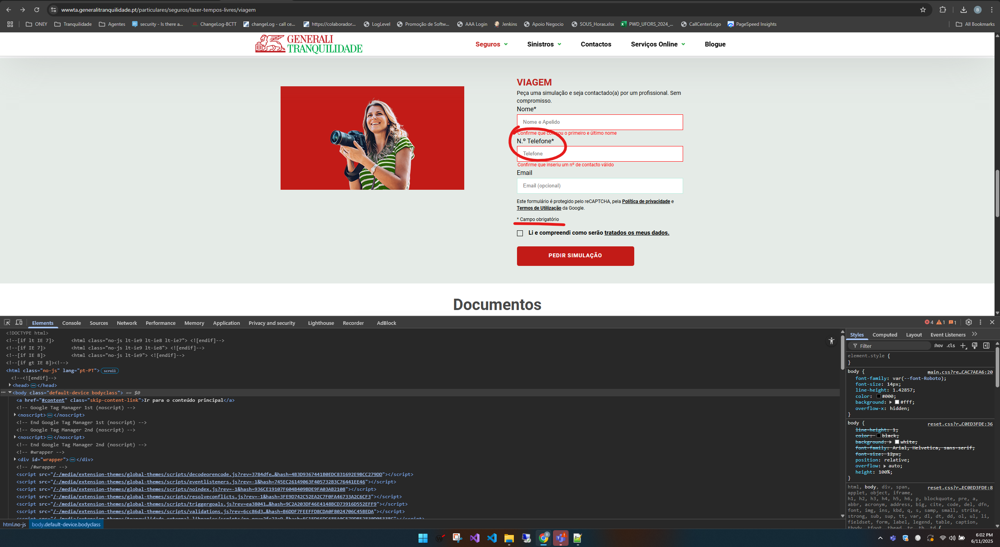 wwwta.generalitranquilidade.pt/particulares/seguros/lazer-tempos-livres/viagem
B
ONEY
Tranquilidade
Agentes
security - Is there a...
ChangeLog-BCTT
changeLog - call ce...
https://colaborador...
LogLevel
Promoção de Softw...
AAA Login
Jenkins
Apoio Negocio
SOUS_Horas.xlsx
PWD_UFORS_2024_...
CallCenterLogo
PageSpeed Insights
All Bookmarks
GENERALI
TRANQUILIDADE
Seguros
Sinistros
Contactos
Serviços Online
Blogue
VIAGEM
Peça uma simulação e seja contactado(a) por um profissional. Sem
compromisso.
Nome*
Nome e Apelido
Confirme que colocou o primeiro e último nome
N.º Telefone*
Telefone
Confirme que inseriu um nº de contacto válido
Email
Email (opcional)
Este formulário é protegido pelo reCAPTCHA, pela Política de privacidade e
Termos de Utilização da Google.
* Campo obrigatório
Li e compreendi como serão tratados os meus dados.
PEDIR SIMULAÇÃO
Documentos
Elements
Console
Sources
Network
Performance
Memory
Application
Privacy and security
Lighthouse
Recorder
AdBlock
4
1
1
<!DOCTYPE html>
<!--[if lt IE 7]>      <html class="no-js lt-ie9 lt-ie8 lt-ie7"> <![endif]-->
<!--[if IE 7]>         <html class="no-js lt-ie9 lt-ie8"> <![endif]-->
<!--[if IE 8]>         <html class="no-js lt-ie9"> <![endif]-->
<!--[if gt IE 8]><!-->
<html class="no-js" lang="pt-PT"> scroll
<!--<![endif]-->
<head>…</head>
<body class="default-device bodyclass"> == $0
<a href="#content" class="skip-content-link">Ir para o conteúdo principal</a>
<!-- Google Tag Manager 1st (noscript) -->
<noscript>…</noscript>
<!-- End Google Tag Manager 1st (noscript) -->
<!-- Google Tag Manager 2nd (noscript) -->
<noscript>…</noscript>
<!-- End Google Tag Manager 2nd (noscript) -->
<!-- #wrapper -->
<div id="wrapper">…</div>
<!-- /#wrapper -->
<script src="/-/media/extension-themes/global-themes/scripts/decodeorencode.js?rev=3784dfe…&hash=4B3D9367441B0EDC831692E9BCC279DD"></script>
<script src="/-/media/extension-themes/global-themes/scripts/eventlisteners.js?rev=-1&hash=745EC26149063F405732B3C76441EE46"></script>
<script src="/-/media/extension-themes/global-themes/scripts/noindex.js?rev=-1&hash=936CE19107F604B409BDE9FA03AB2108"></script>
<script src="/-/media/extension-themes/global-themes/scripts/resolveconflicts.js?rev=-1&hash=3FE9D742C52EA2C7F0FA46733A2C6CF3"></script>
<script src="/-/media/extension-themes/global-themes/scripts/triggergoals.js?rev=ea38041…&hash=9C2A203DF46E4148BCD73916D552EFF9"></script>
<script src="/-/media/extension-themes/global-themes/scripts/validations.js?rev=6cc86d3…&hash=B6DDF7FEEFFD8CDA0F8024706C45BEDA"></script>
html.no-js
body.default-device.bodyclass
Styles
Computed
Layout
Event Listeners
Filter
:hov
.cls
element.style {
}
body {
main.css?re…CAC7AEA6:20
font-family: var(--font-Roboto);
font-size: 14px;
line-height: 1.42857;
color: #000;
background: #fff;
overflow-x: hidden;
}
body {
reset.css?r…C0ED3FDE:36
line-height: 1;
color: black;
background: white;
font-family: Arial, Helvetica, sans-serif;
font-size: 12px;
position: relative;
overflow: auto;
height: 100%;
}
html, body, div, span,
reset.css?r…EC0ED3FDE:8
applet, object, iframe,
h1, h2, h3, h4, h5, h6, p, blockquote, pre, a,
abbr, acronym, address, big, cite, code, del, dfn,
font, img, ins, kbd, q, s, samp, small, strike,
strong, sub, sup, tt, var, dl, dt, dd, ol, ul, li,
fieldset, form, label, legend, table, caption,
tbody, tfoot, thead, tr, th, td {
6:02 PM
6/11/2025